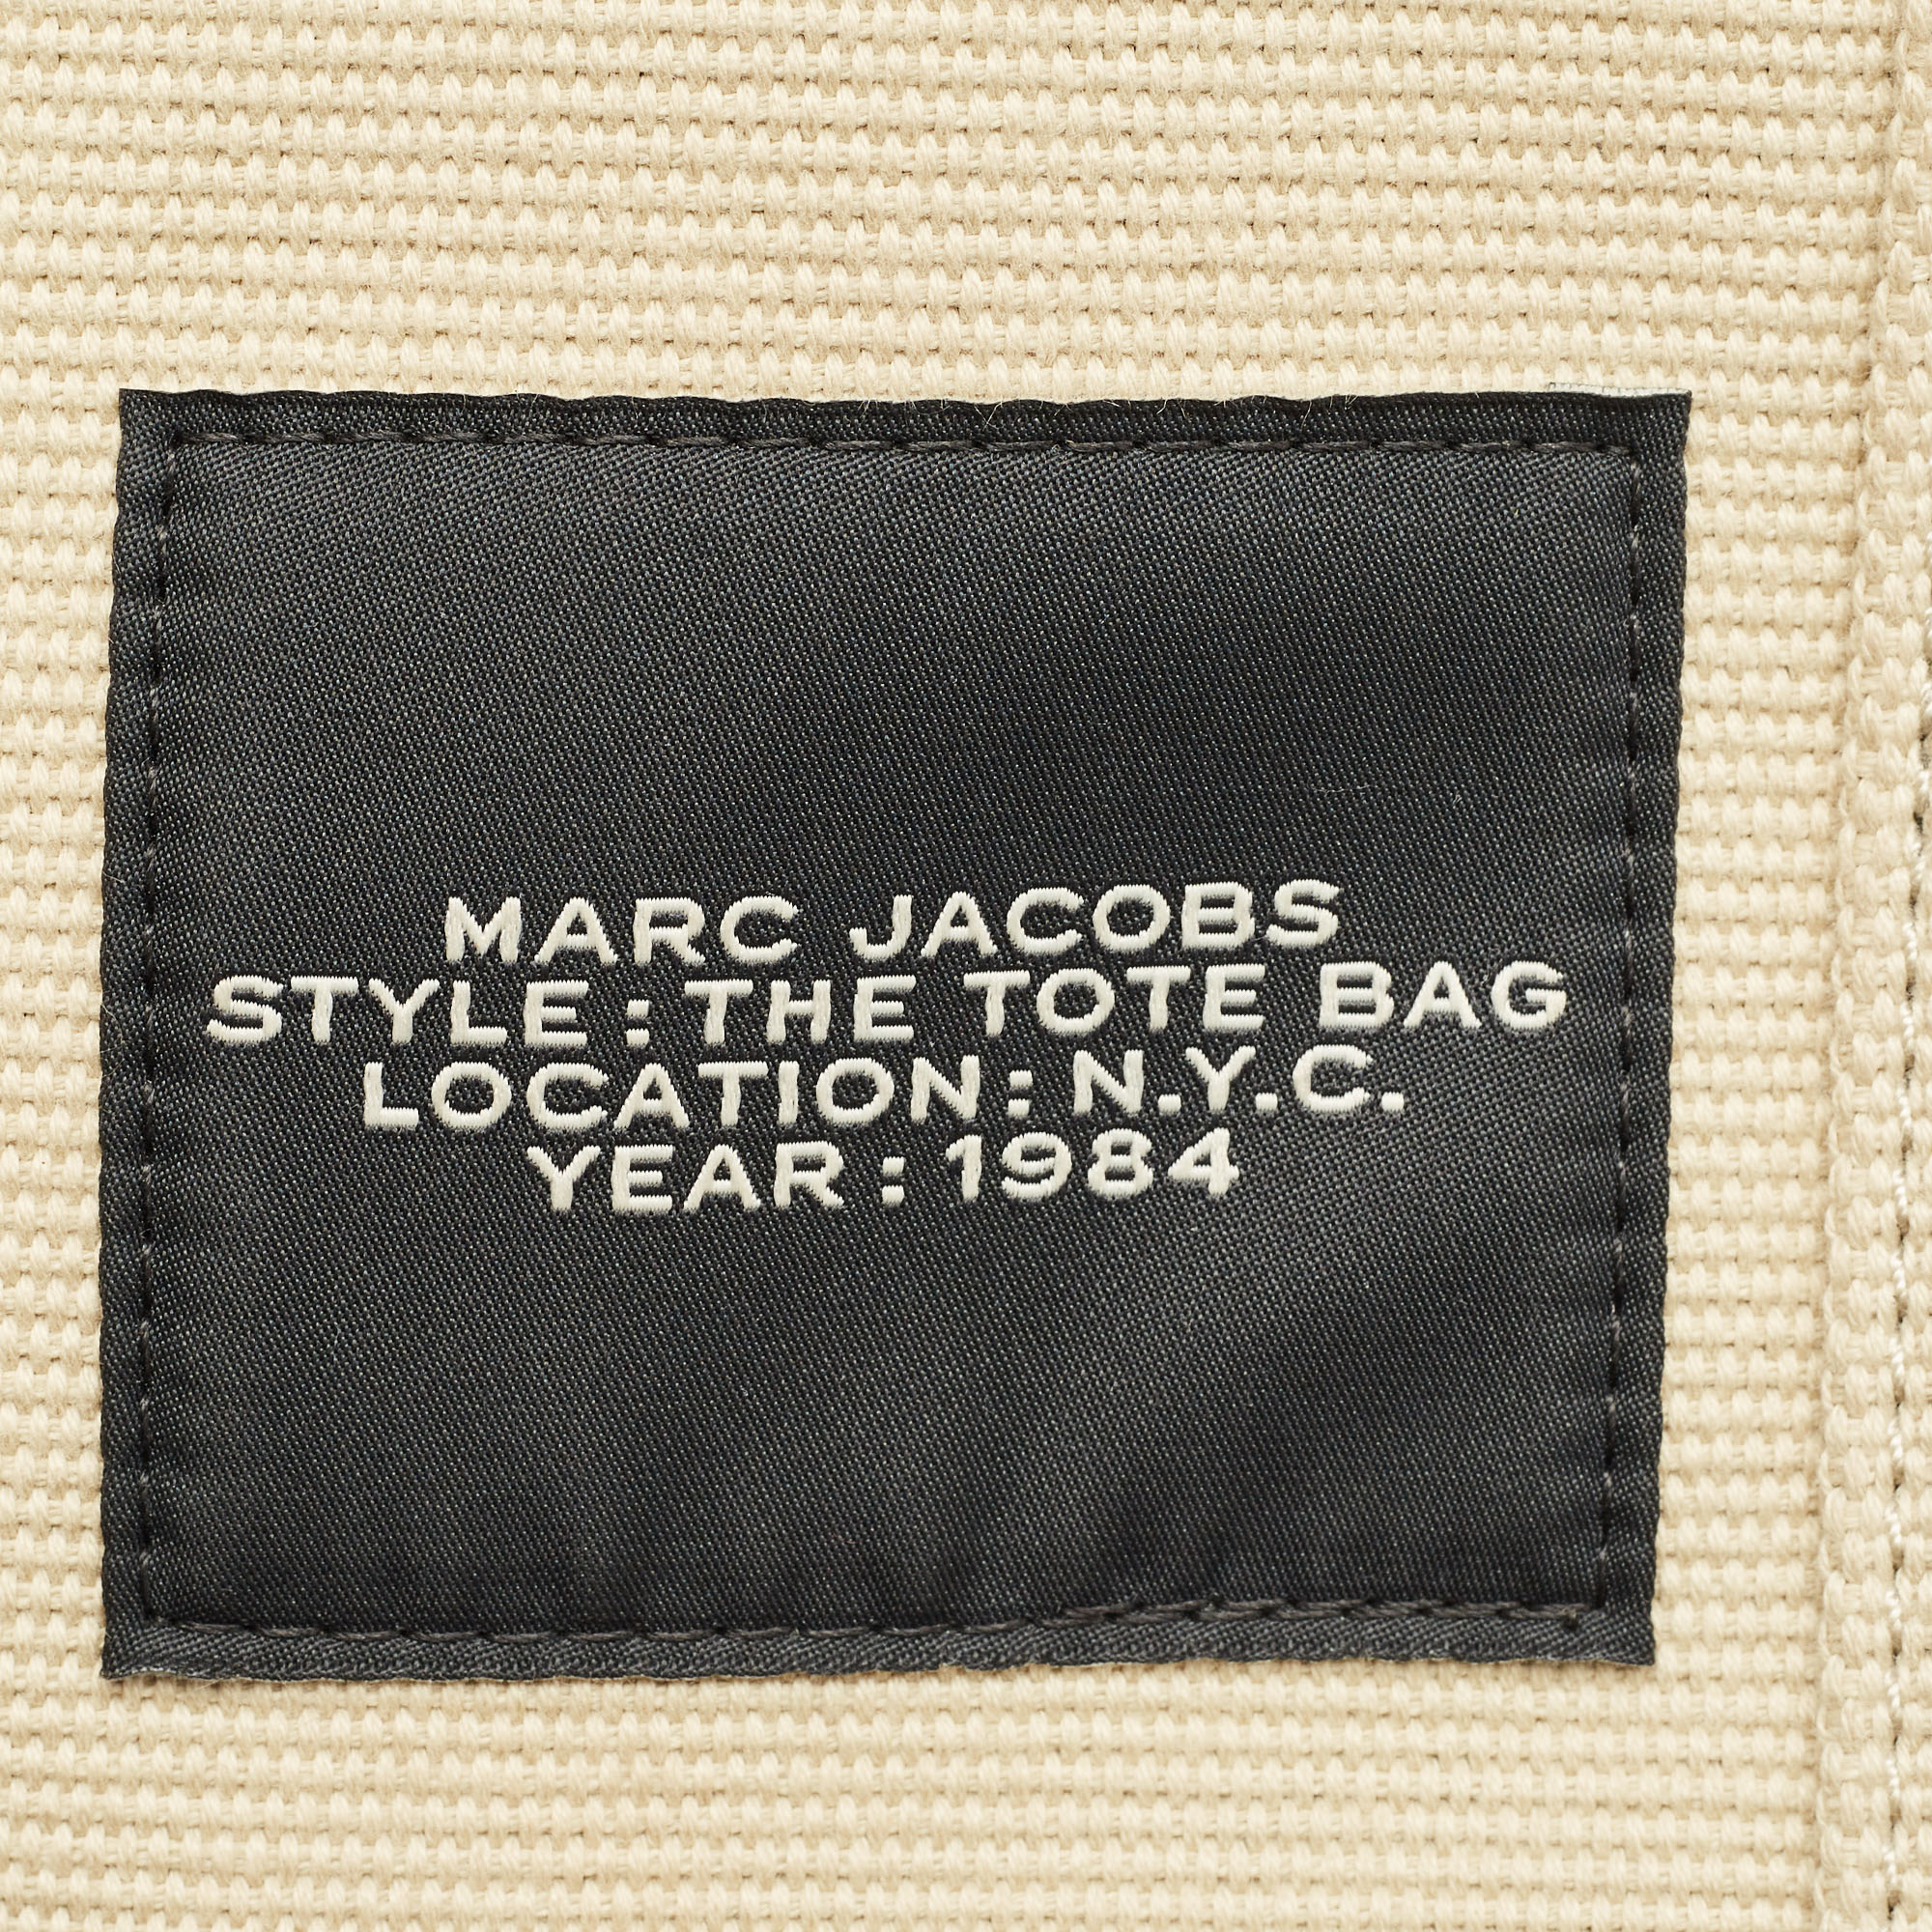 MARC JACOBS
STYLE : THE TOTE BAG
LOCATION : N.Y.C.
YEAR : 1984